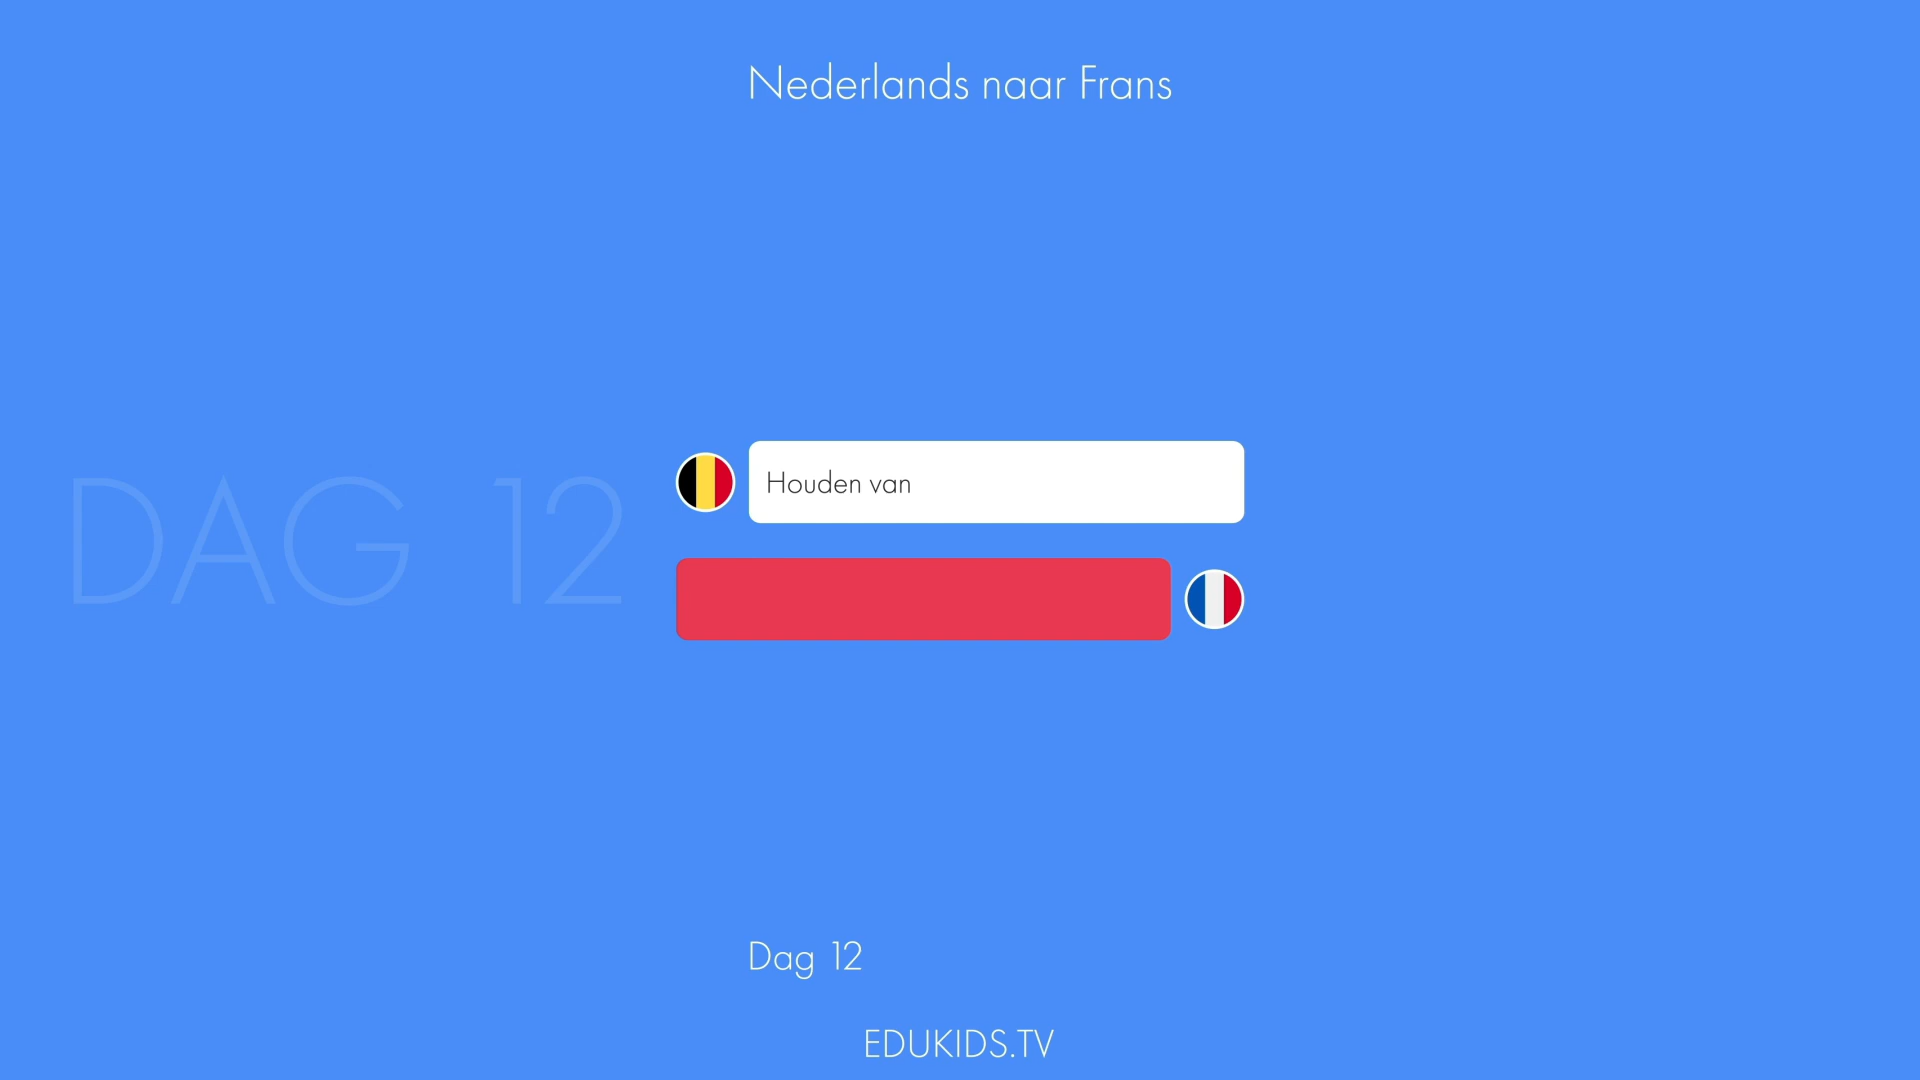 Nederlands naar Frans
DAG 12
Houden van
Dag 12
EDUKIDS.TV